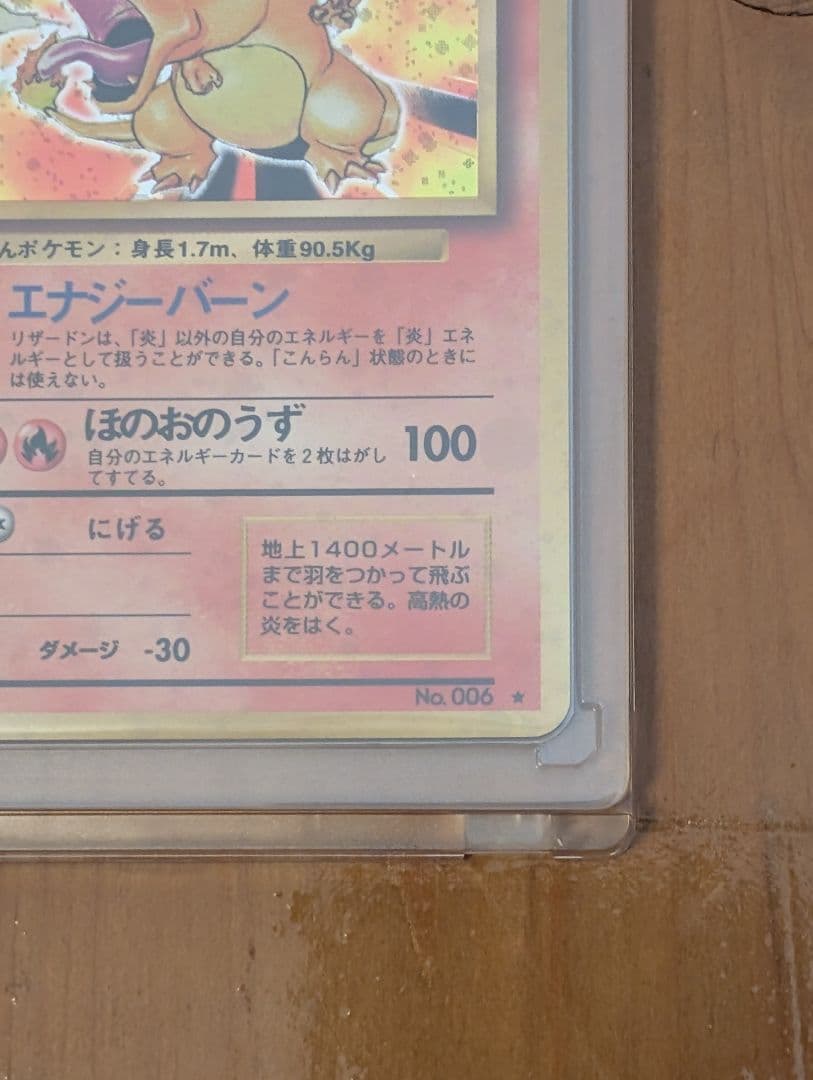 んポケモン：身長1.7m、体重90.5Kg
エナジーバーン
リザードンは、「炎」以外の自分のエネルギーを「炎」エネ
ルギーとして扱うことができる。「こんらん」状態のときに
は使えない。
ほのおのうず 100
自分のエネルギーカードを２枚はがし
てすてる。
にげる
地上1400メートル
まで羽をつかって飛ぶ
ことができる。高熱の
炎をはく。
ダメージ -30
No. 006 ★